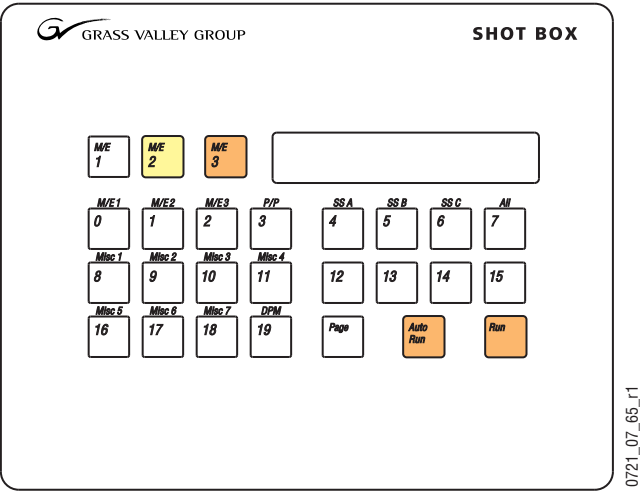 GRASS VALLEY GROUP
SHOT BOX
M/E 1
M/E 2
M/E 3
M/E 1 M/E 2 M/E 3 P/P SS A SS B SS C All
0 1 2 3 4 5 6 7
Misc 1 Misc 2 Misc 3 Misc 4
8 9 10 11 12 13 14 15
Misc 5 Misc 6 Misc 7 DPM
16 17 18 19 Page Auto Run Run
0721_07_65_r1